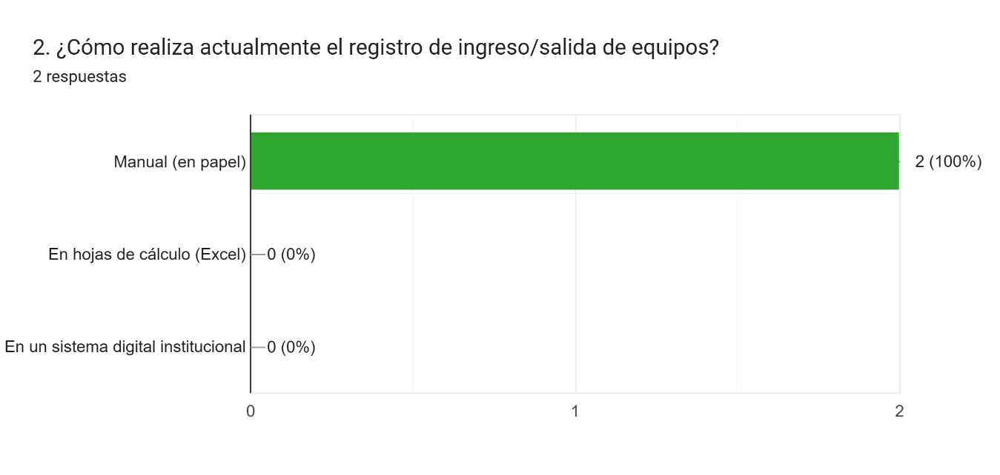 2. ¿Cómo realiza actualmente el registro de ingreso/salida de equipos?
2 respuestas
Manual (en papel)
2 (100%)
En hojas de cálculo (Excel)
0 (0%)
En un sistema digital institucional
0 (0%)
0
1
2